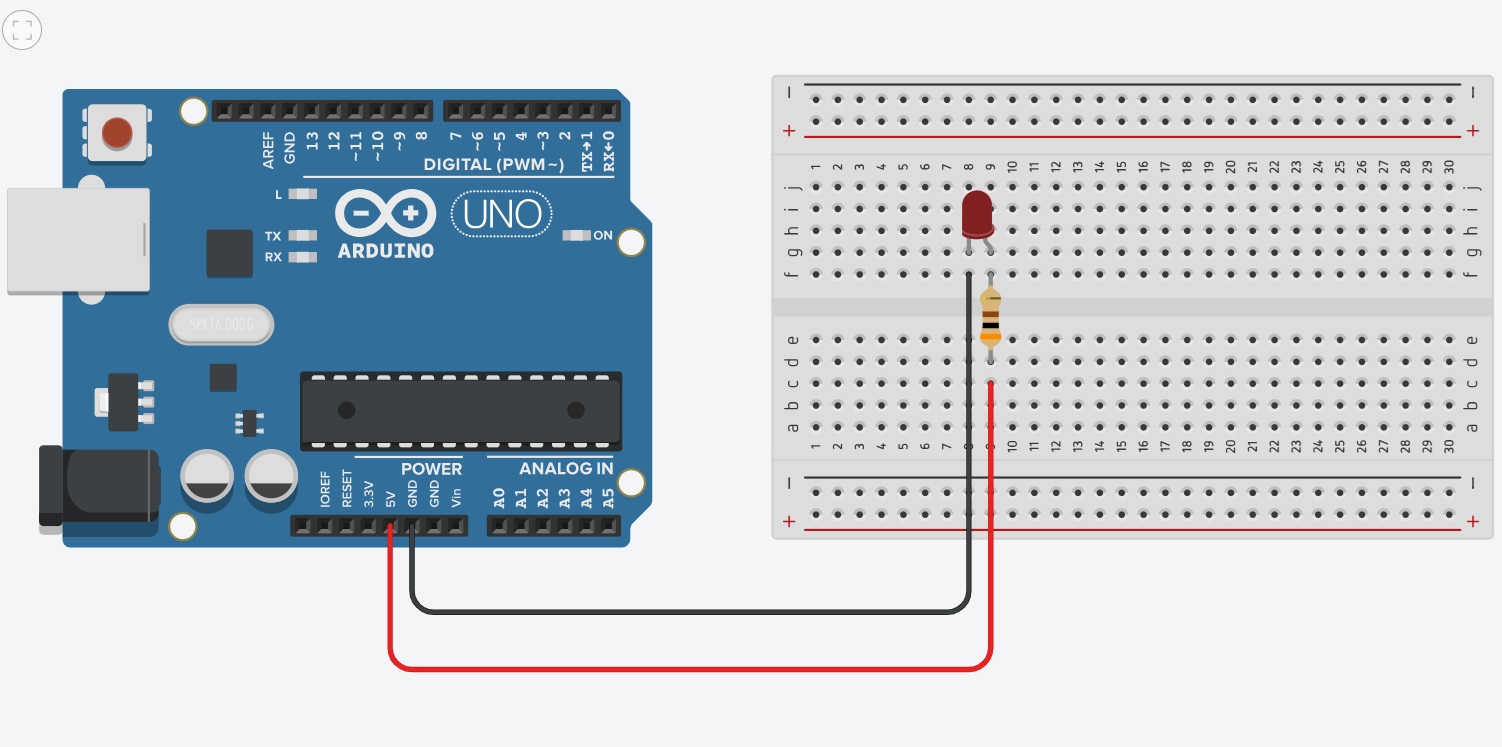 AREF GND 13 12 ~11 ~10 ~9 8 7 ~6 ~5 4 ~3 2 TX→1 RX←0
DIGITAL (PWM~)
L
TX
RX
UNO
ARDUINO
ON
SPK16.000G
POWER
ANALOG IN
IOREF RESET 3.3V 5V GND GND Vin A0 A1 A2 A3 A4 A5
− −
+ +
1 2 3 4 5 6 7 8 9 10 11 12 13 14 15 16 17 18 19 20 21 22 23 24 25 26 27 28 29 30
j j
i i
h h
g g
f f
e e
d d
c c
b b
a a
1 2 3 4 5 6 7 8 9 10 11 12 13 14 15 16 17 18 19 20 21 22 23 24 25 26 27 28 29 30
− −
+ +